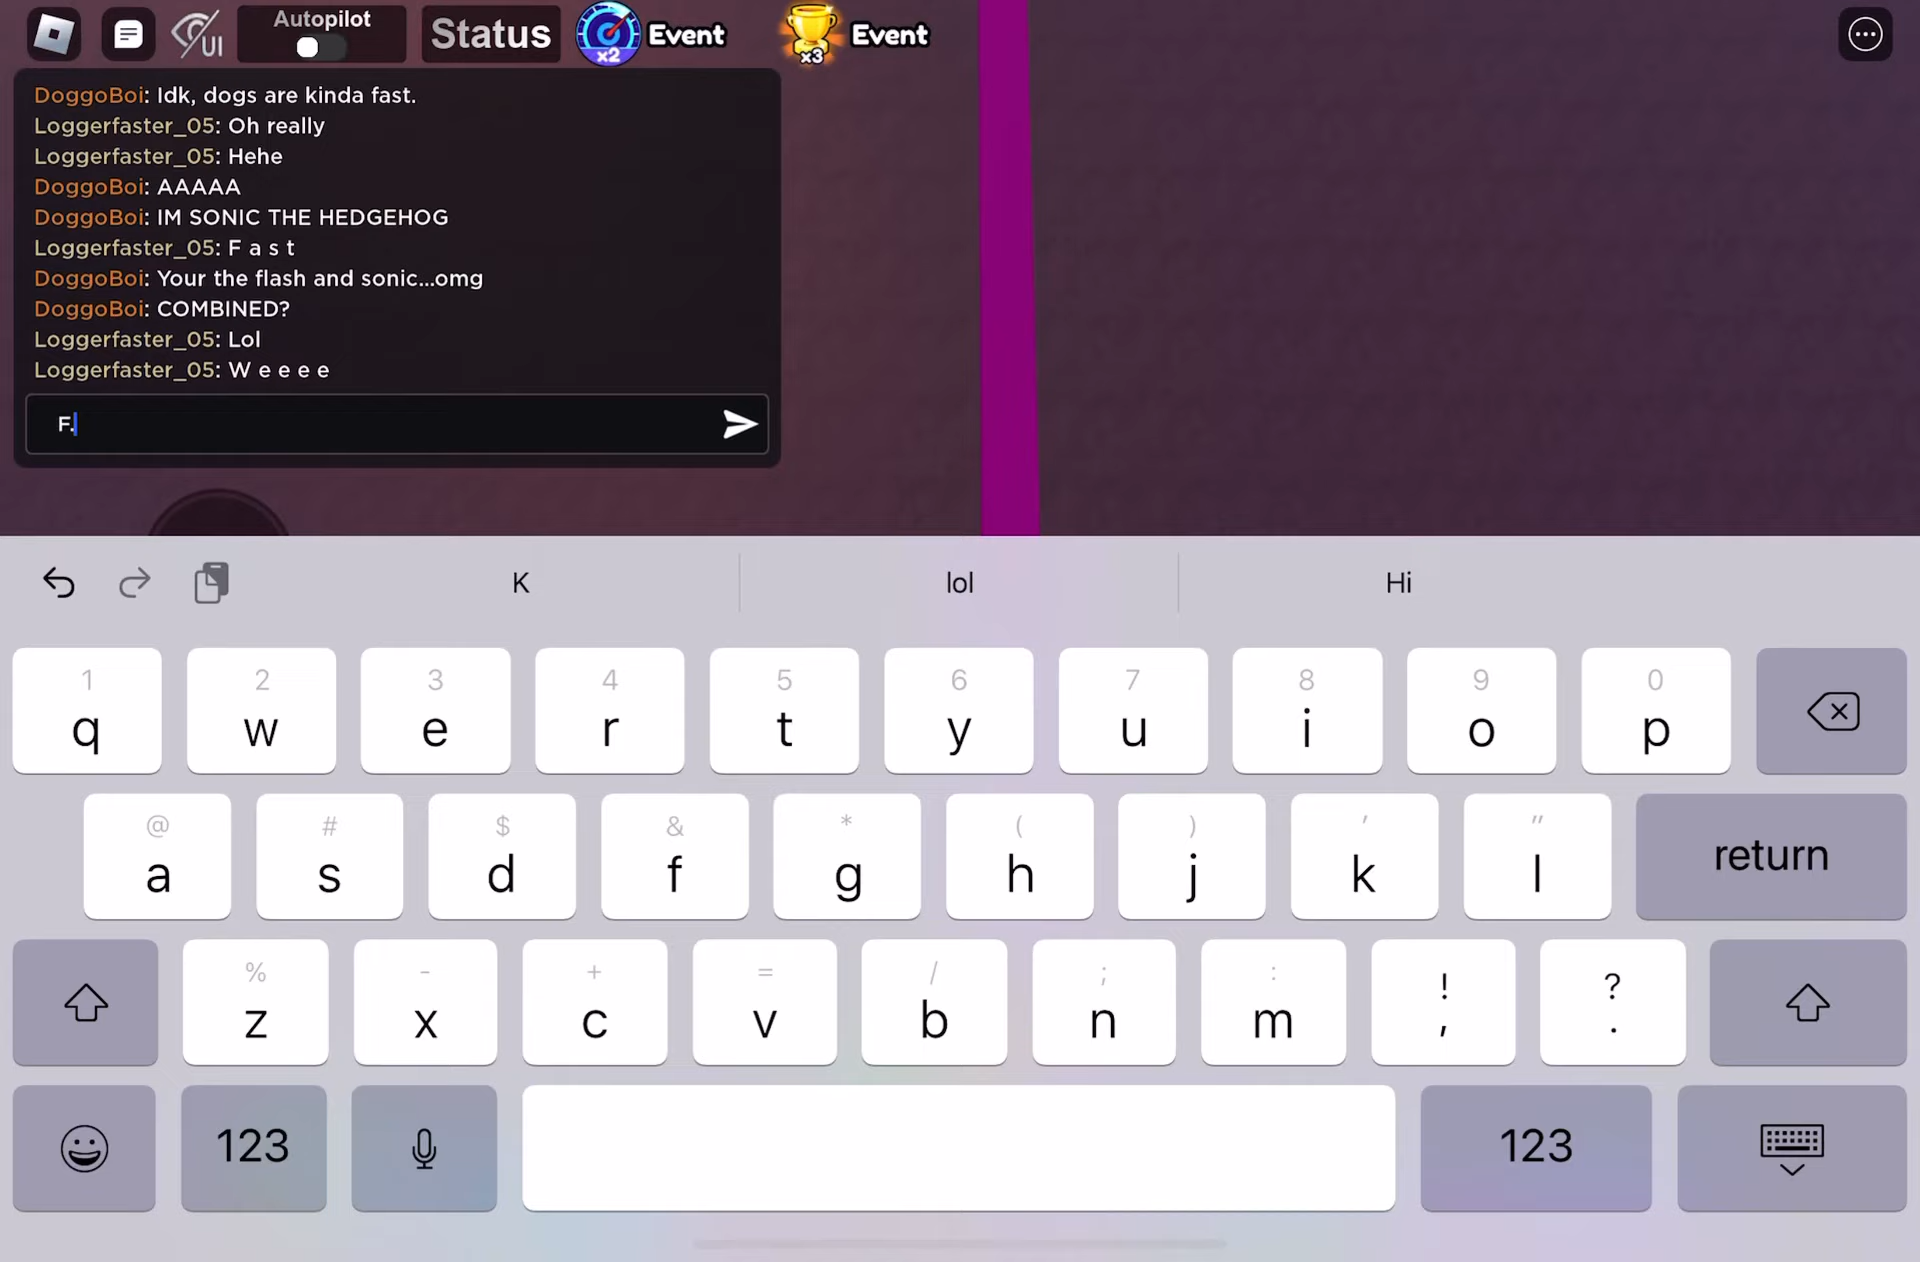 UI
Autopilot
Status
x2
Event
x3
Event
DoggoBoi: Idk, dogs are kinda fast.
Loggerfaster_05: Oh really
Loggerfaster_05: Hehe
DoggoBoi: AAAAA
DoggoBoi: IM SONIC THE HEDGEHOG
Loggerfaster_05: F a s t
DoggoBoi: Your the flash and sonic...omg
DoggoBoi: COMBINED?
Loggerfaster_05: Lol
Loggerfaster_05: W e e e e
F.
K lol Hi
1 2 3 4 5 6 7 8 9 0
q w e r t y u i o p
@ # $ & * ( ) ' "
a s d f g h j k l return
% - + = / ; : ! ?
z x c v b n m , .
123 123